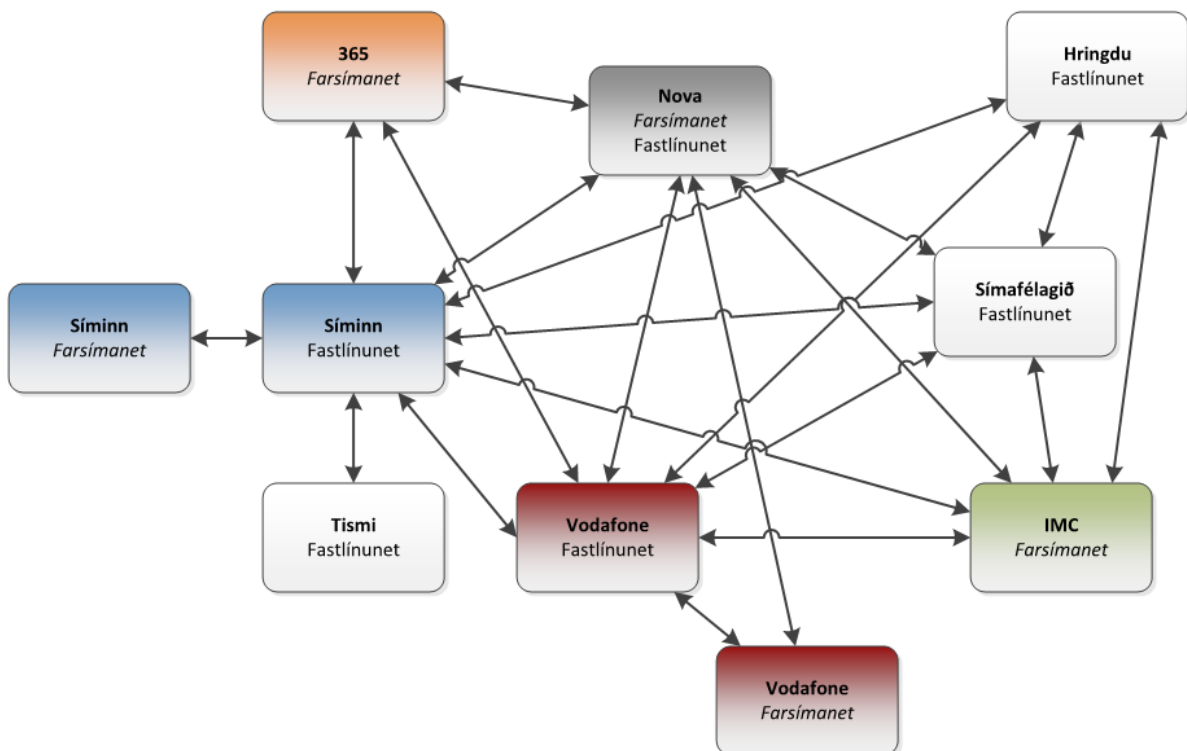 365
Farsímanet
Nova
Farsímanet
Fastlínunet
Hringdu
Fastlínunet
Síminn
Farsímanet
Síminn
Fastlínunet
Símafélagið
Fastlínunet
Tismi
Fastlínunet
Vodafone
Fastlínunet
IMC
Farsímanet
Vodafone
Farsímanet